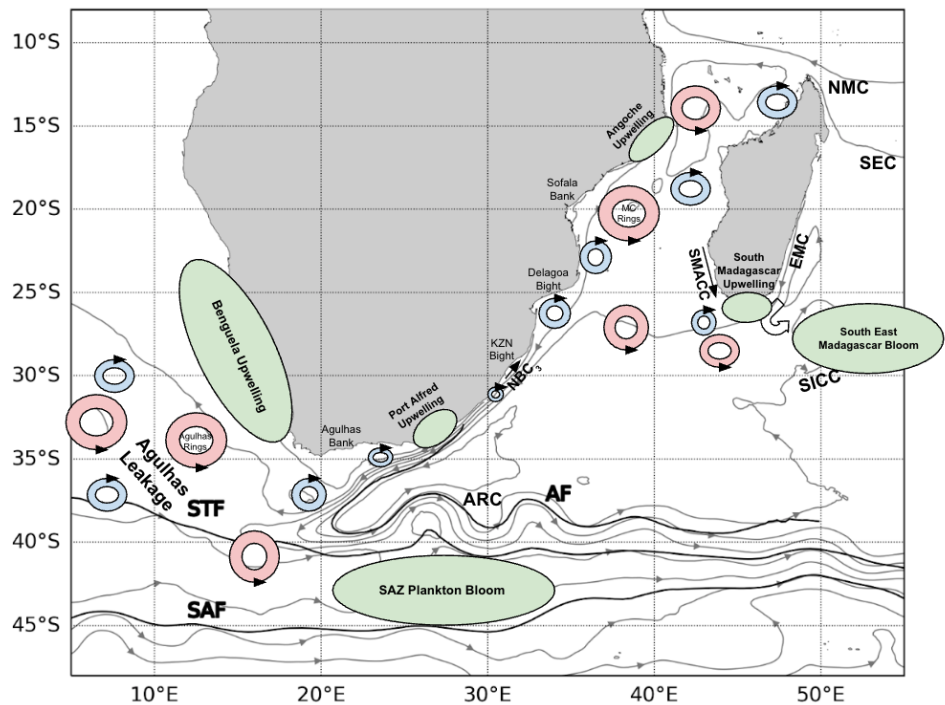 10°S
15°S
20°S
25°S
30°S
35°S
40°S
45°S
10°E
20°E
30°E
40°E
50°E
NMC
SEC
Angoche
Upwelling
Sofala
Bank
MC
Rings
Delagoa
Bight
SMACC
South
Madagascar
Upwelling
EMC
South East
Madagascar Bloom
SICC
KZN
Bight
NBC3
Port Alfred
Upwelling
Agulhas
Bank
Benguela Upwelling
Agulhas
Rings
Agulhas
Leakage
STF
ARC
AF
SAZ Plankton Bloom
SAF